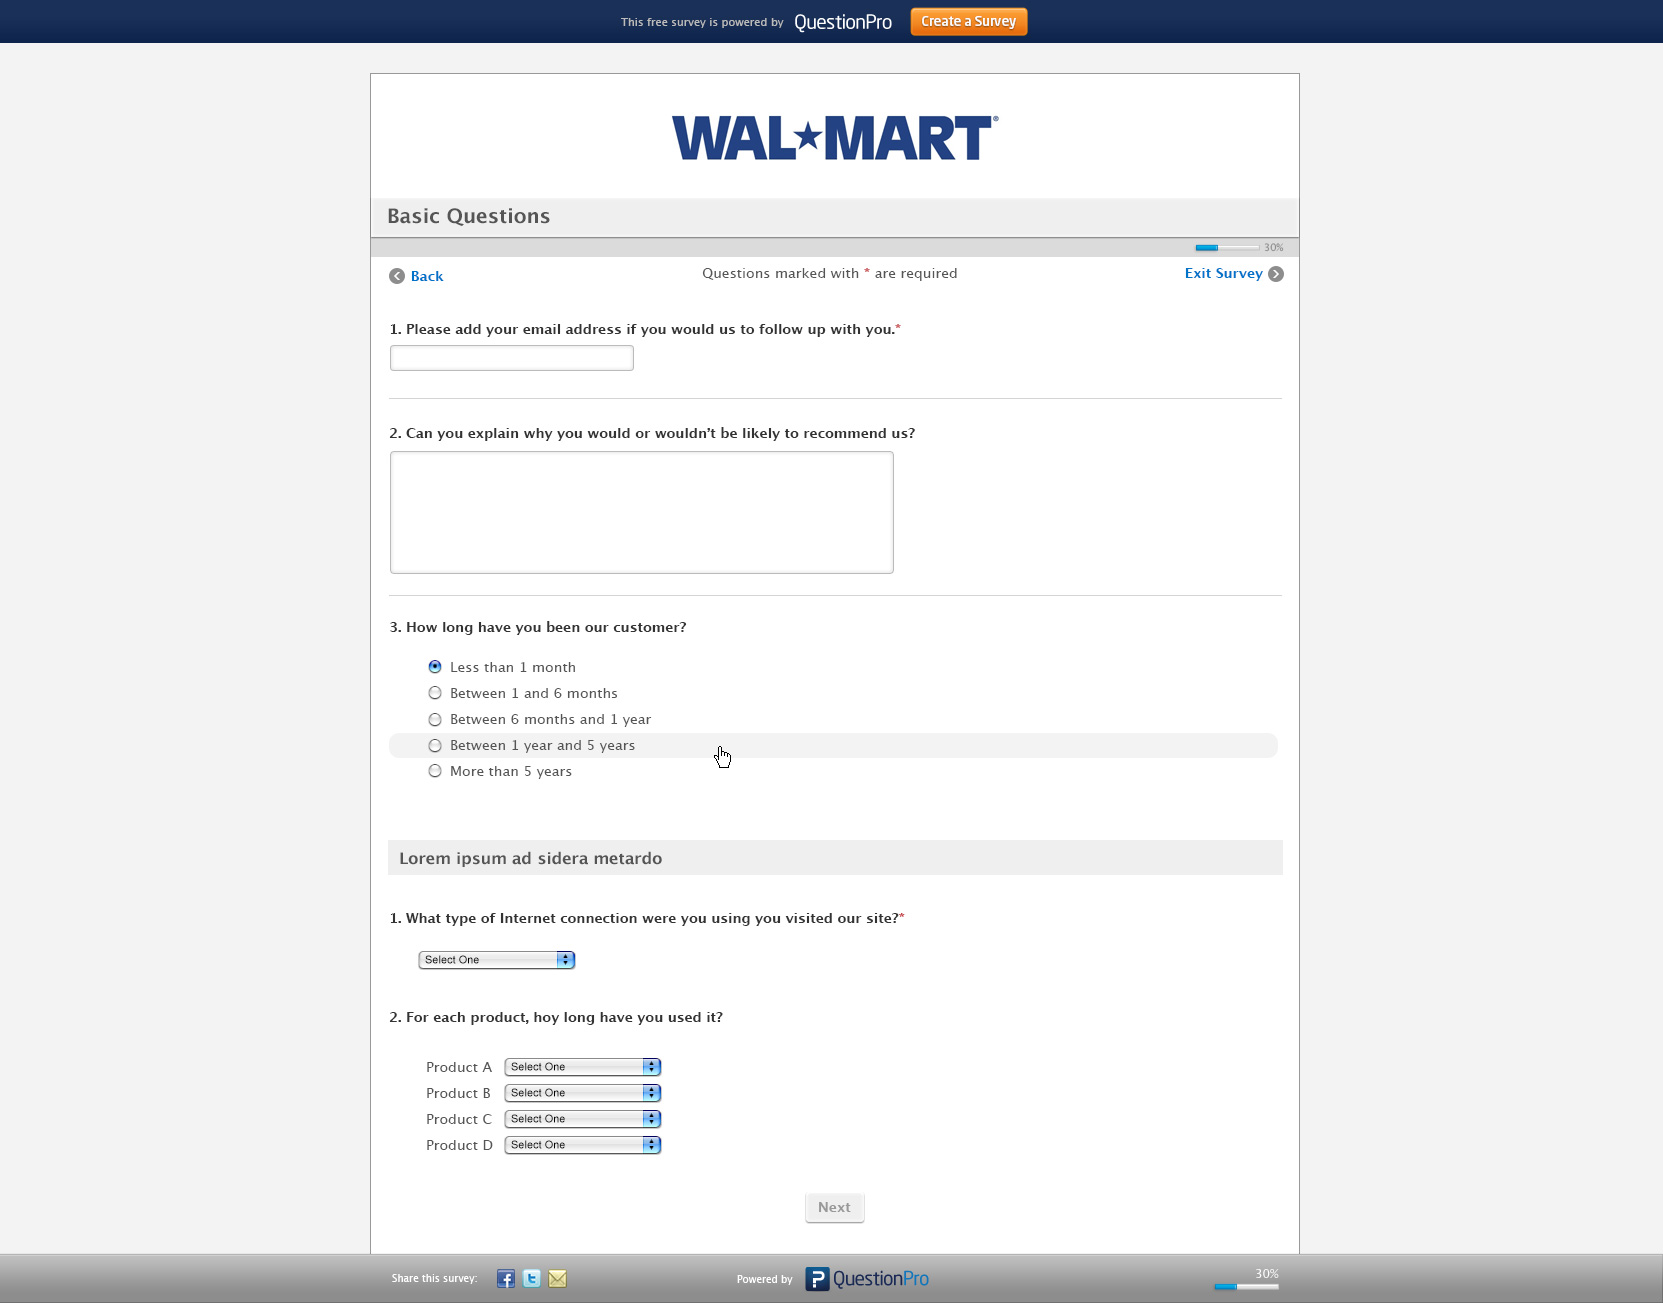 This free survey is powered by QuestionPro Create a Survey
WAL★MART®
Basic Questions
30%
Back Questions marked with * are required Exit Survey
1. Please add your email address if you would us to follow up with you.*
2. Can you explain why you would or wouldn't be likely to recommend us?
3. How long have you been our customer?
Less than 1 month
Between 1 and 6 months
Between 6 months and 1 year
Between 1 year and 5 years
More than 5 years
Lorem ipsum ad sidera metardo
1. What type of Internet connection were you using you visited our site?*
Select One
2. For each product, hoy long have you used it?
Product A Select One
Product B Select One
Product C Select One
Product D Select One
Next
Share this survey: Powered by QuestionPro 30%